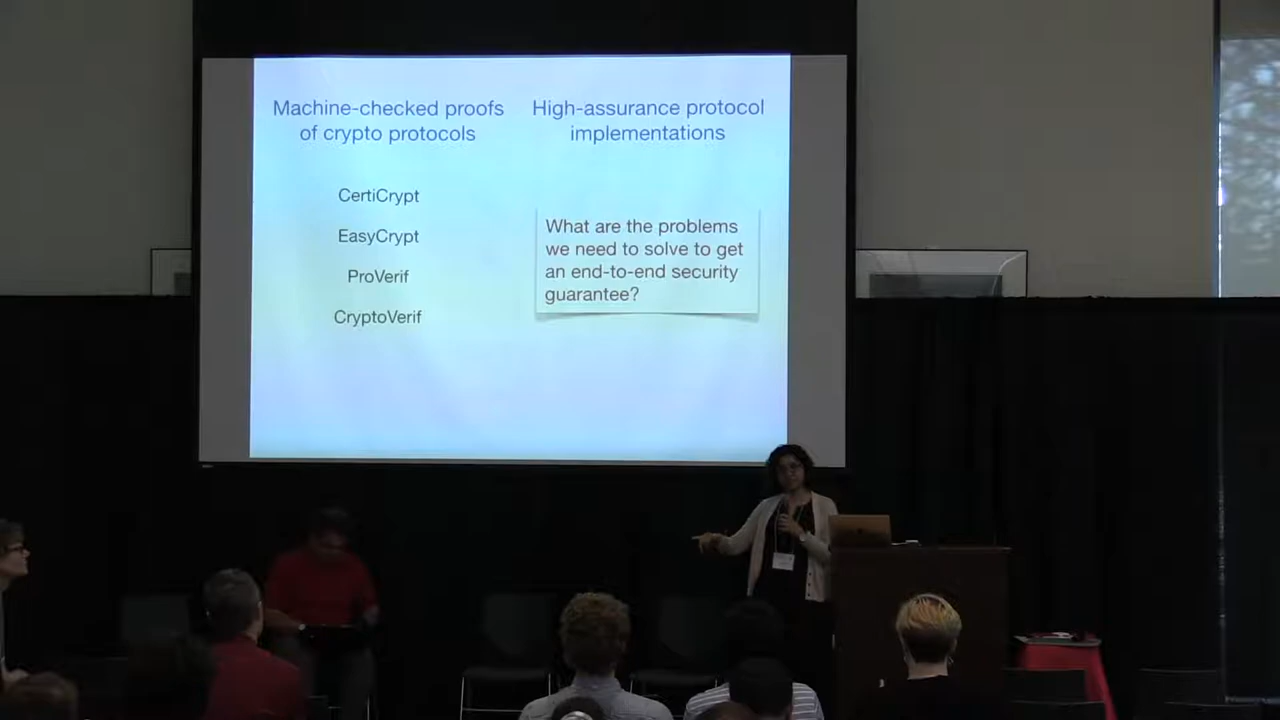 Machine-checked proofs
of crypto protocols
CertiCrypt
EasyCrypt
ProVerif
CryptoVerif
High-assurance protocol
implementations
What are the problems
we need to solve to get
an end-to-end security
guarantee?